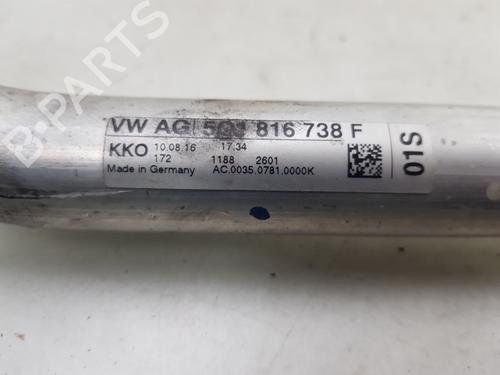 VW AG 816 738 F
KKO 10.08.16 17:34
172 1188 2601
Made in Germany AC.0035.0781.0000K
01S
B-PARTS